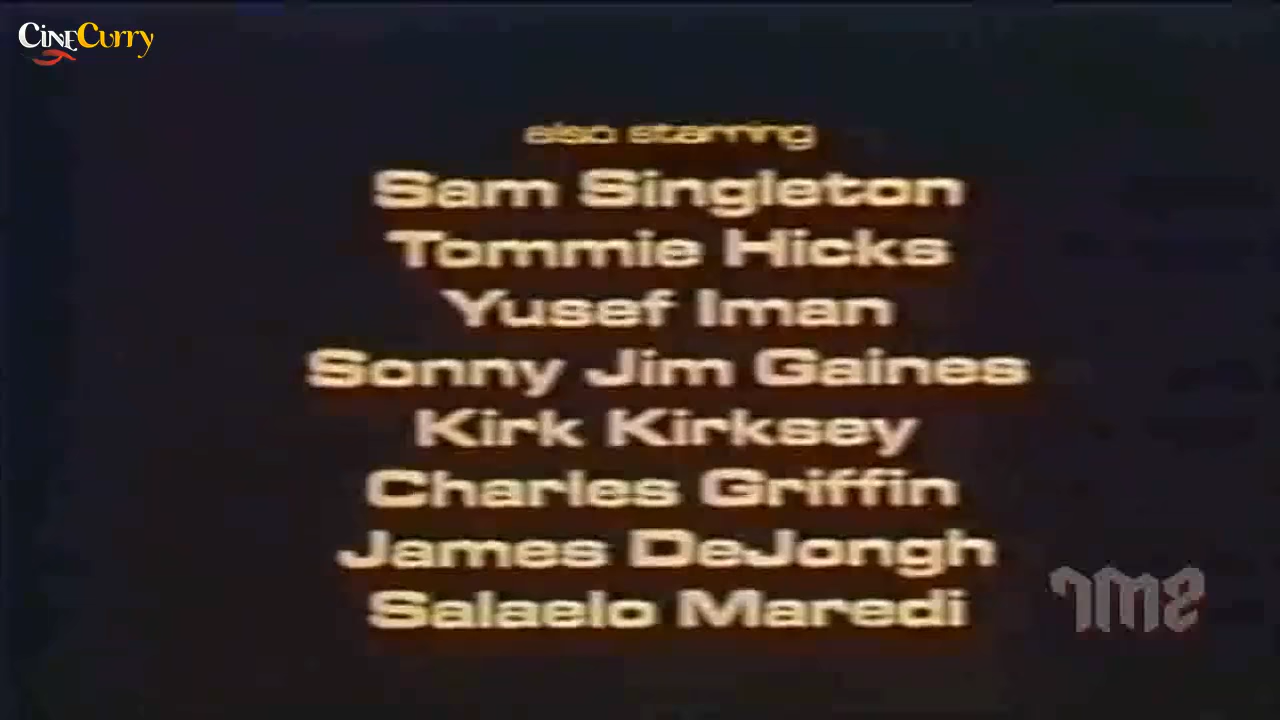 CineCurry
also starring
Sam Singleton
Tommie Hicks
Yusef Iman
Sonny Jim Gaines
Kirk Kirksey
Charles Griffin
James DeJongh
Salaelo Maredi